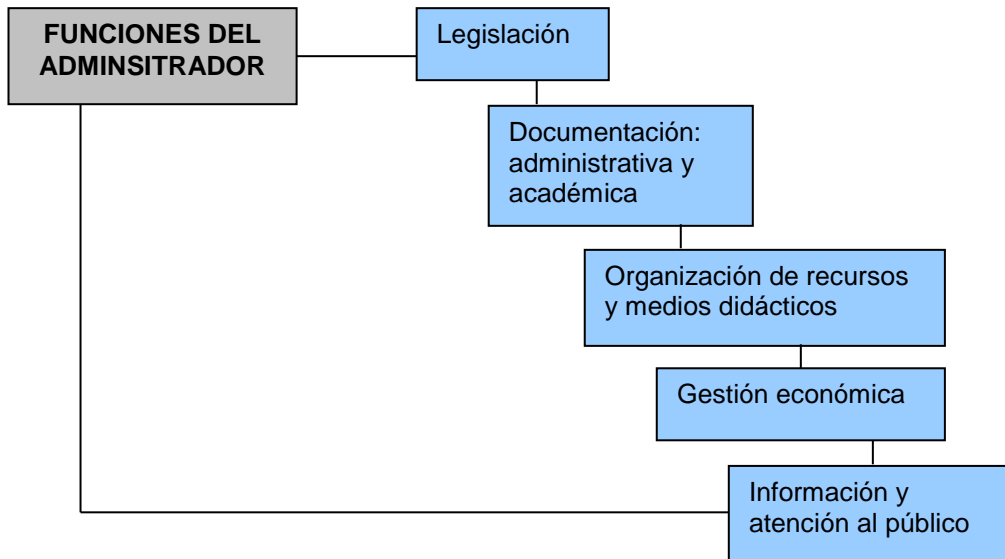 FUNCIONES DEL
ADMINSITRADOR
Legislación
Documentación:
administrativa y
académica
Organización de recursos
y medios didácticos
Gestión económica
Información y
atención al público